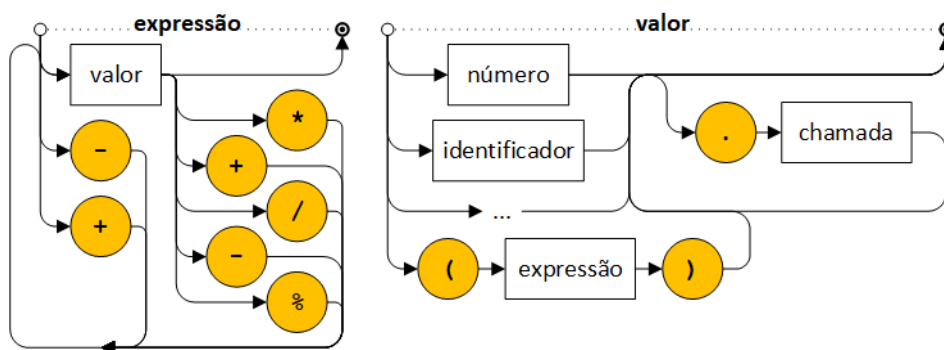 expressão
valor
*
-
+
+
/
-
%
valor
número
.
chamada
identificador
...
(
expressão
)